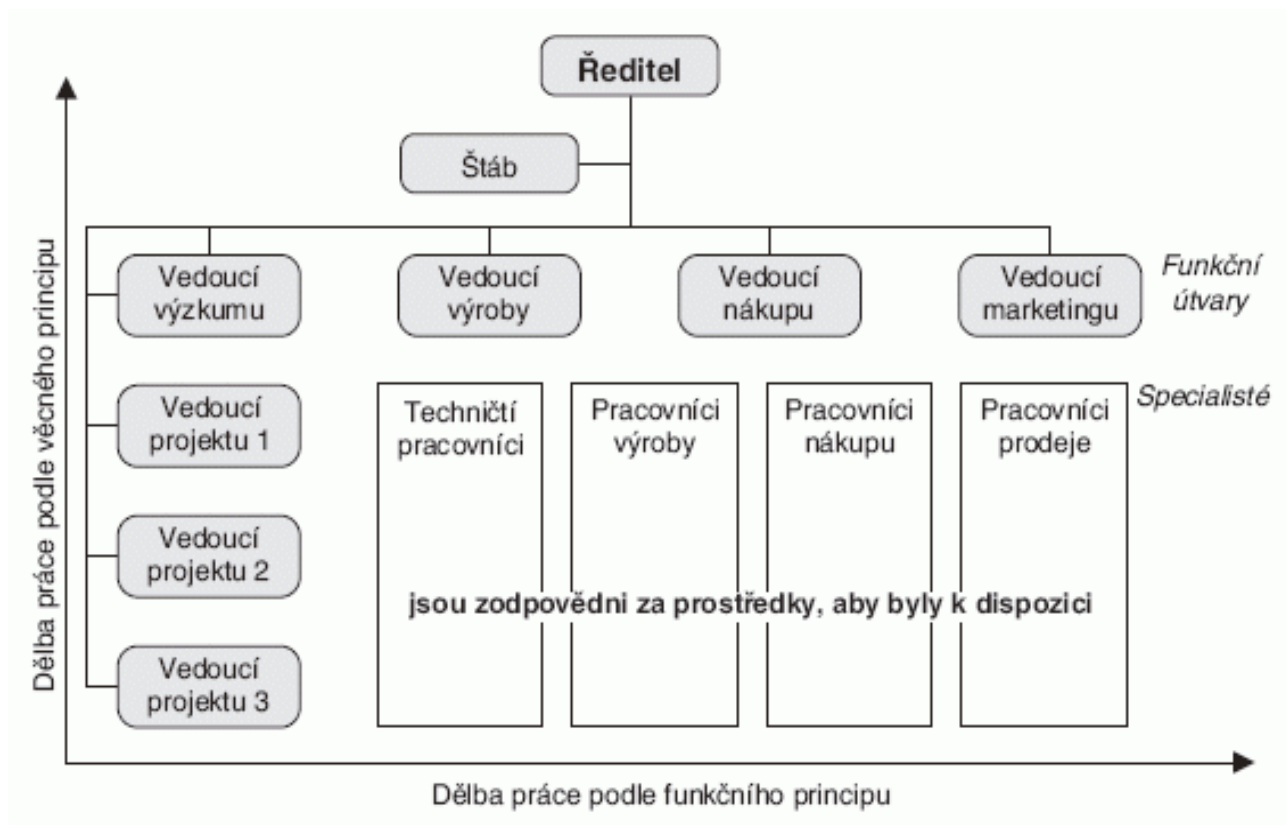 Ředitel
Štáb
Vedoucí
výzkumu
Vedoucí
výroby
Vedoucí
nákupu
Vedoucí
marketingu
Funkční
útvary
Vedoucí
projektu 1
Techničtí
pracovníci
Pracovníci
výroby
Pracovníci
nákupu
Pracovníci
prodeje
Specialisté
Vedoucí
projektu 2
jsou zodpovědni za prostředky, aby byly k dispozici
Vedoucí
projektu 3
Dělba práce podle věcného principu
Dělba práce podle funkčního principu